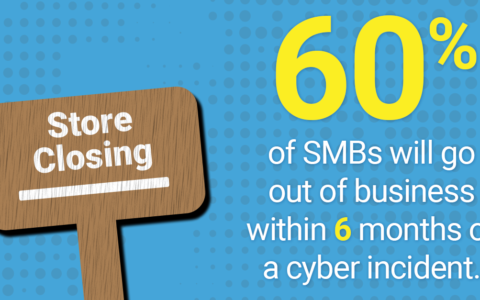 Store
Closing
60%
of SMBs will go
out of business
within 6 months
a cyber incident.